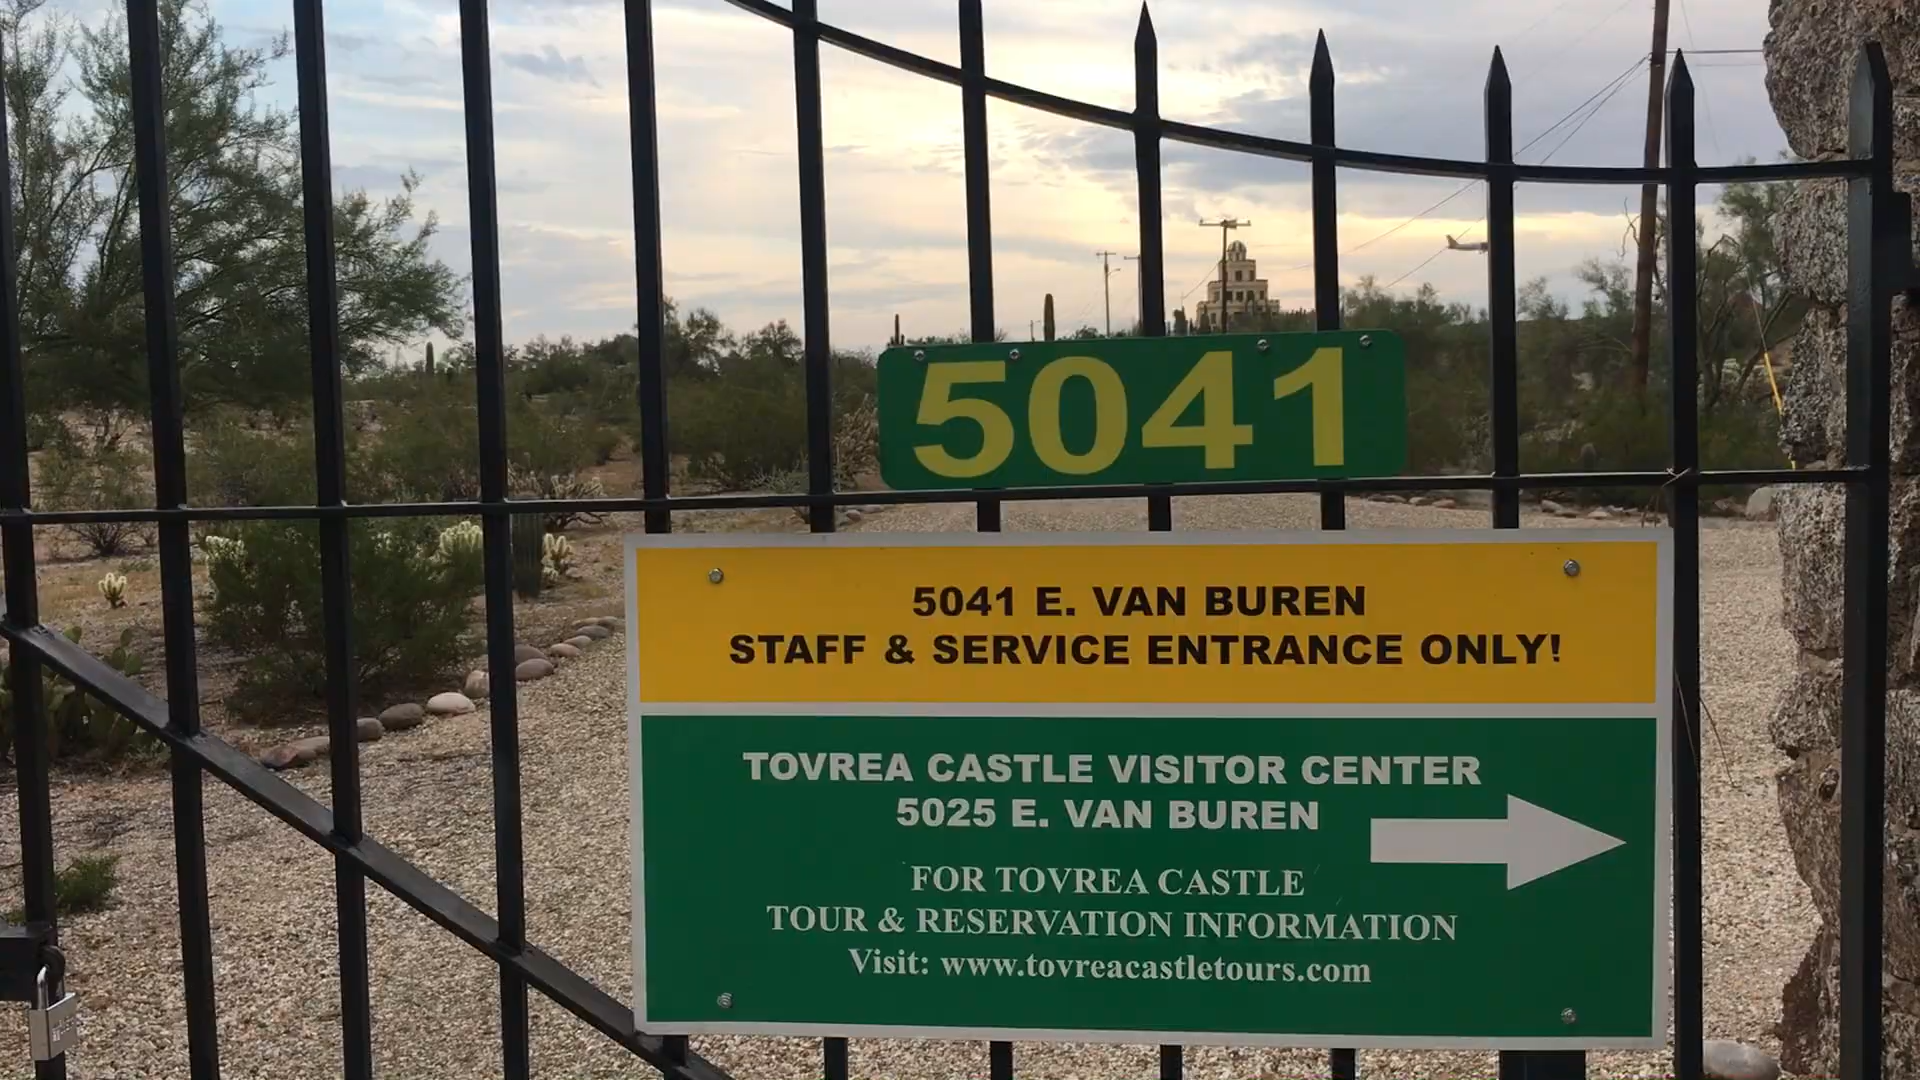 5041
5041 E. VAN BUREN
STAFF & SERVICE ENTRANCE ONLY!
TOVREA CASTLE VISITOR CENTER
5025 E. VAN BUREN
FOR TOVREA CASTLE
TOUR & RESERVATION INFORMATION
Visit: www.tovreacastletours.com